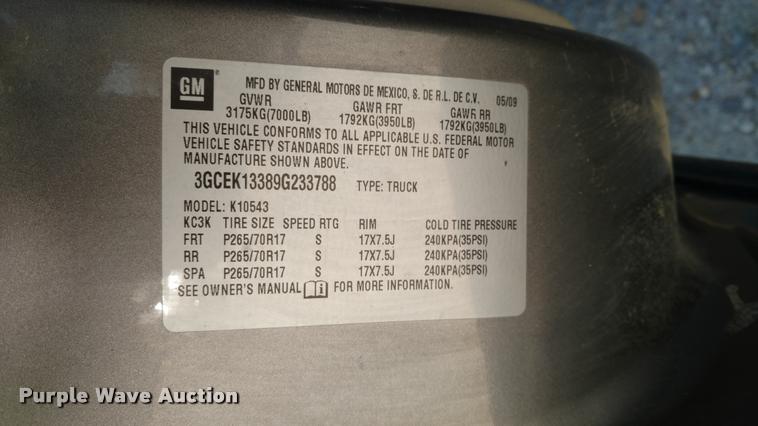 GM
MFD BY GENERAL MOTORS DE MEXICO, S. DE R.L. DE C.V. 05/09
GVWR GAWR FRT GAWR RR
3175KG(7000LB) 1792KG(3950LB) 1792KG(3950LB)
THIS VEHICLE CONFORMS TO ALL APPLICABLE U.S. FEDERAL MOTOR
VEHICLE SAFETY STANDARDS IN EFFECT ON THE DATE OF
MANUFACTURE SHOWN ABOVE.
3GCEK13389G233788 TYPE: TRUCK
MODEL: K10543
KC3K TIRE SIZE SPEED RTG RIM COLD TIRE PRESSURE
FRT P265/70R17 S 17X7.5J 240KPA(35PSI)
RR P265/70R17 S 17X7.5J 240KPA(35PSI)
SPA P265/70R17 S 17X7.5J 240KPA(35PSI)
SEE OWNER'S MANUAL FOR MORE INFORMATION.
Purple Wave Auction